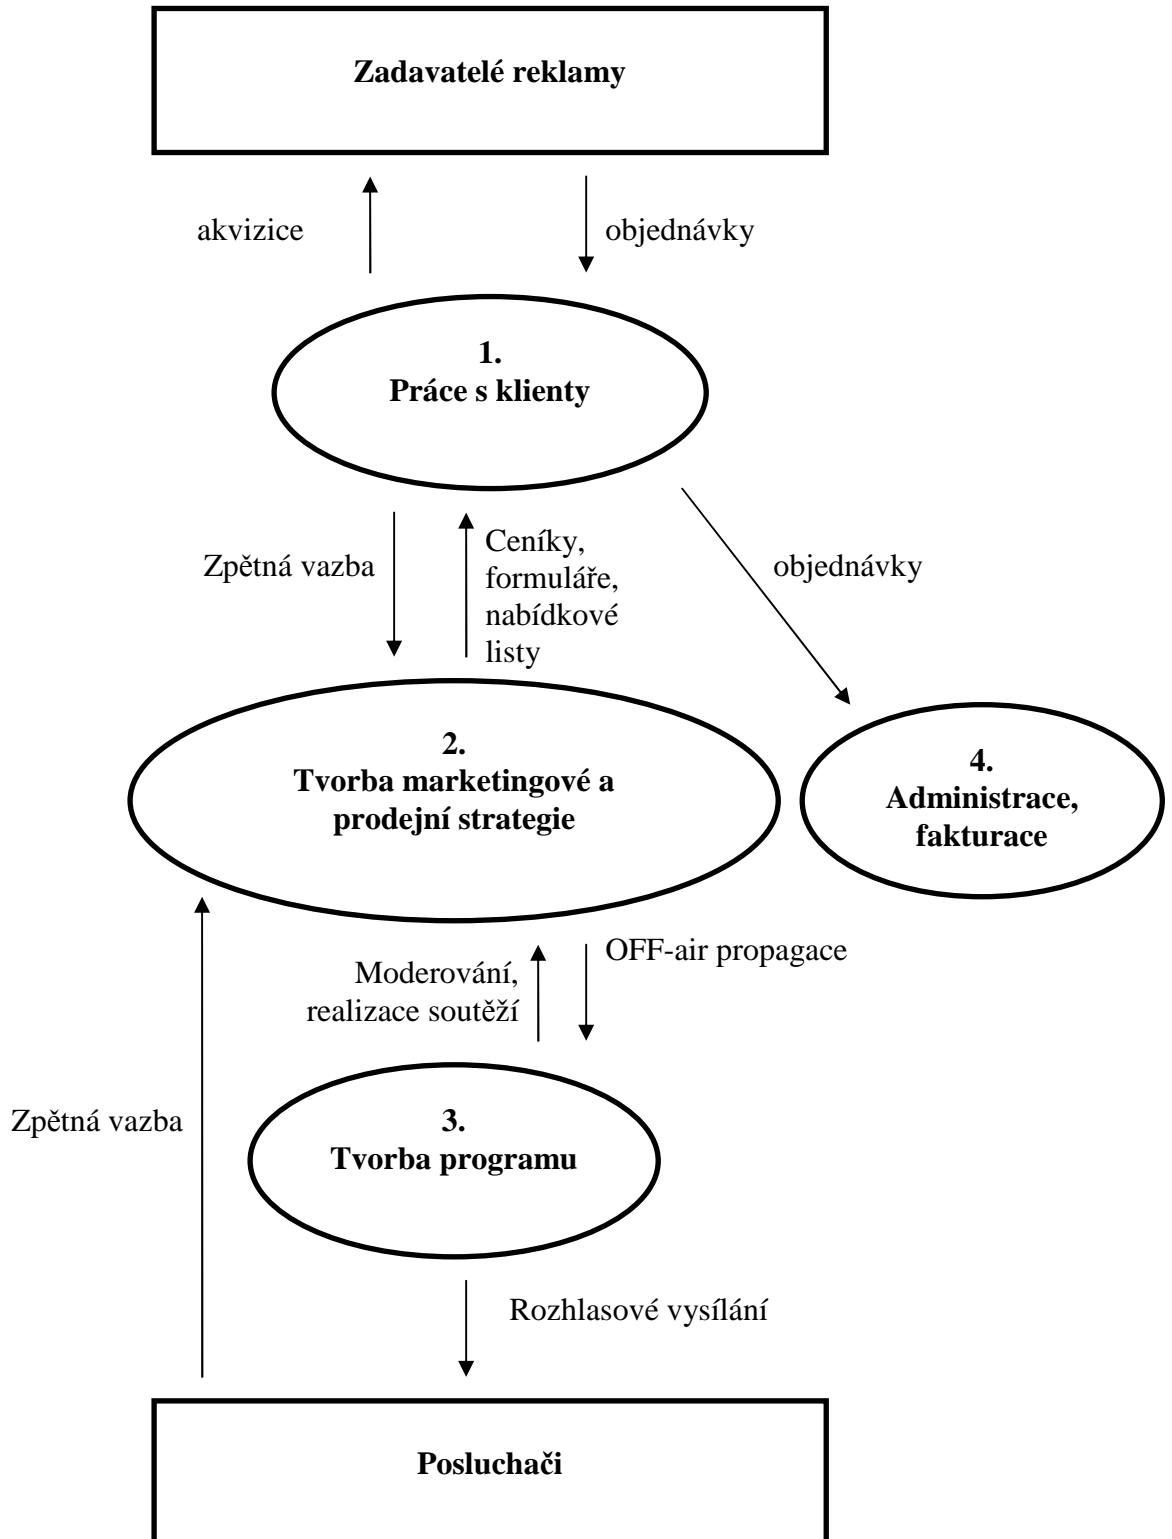 Zadavatelé reklamy
akvizice
objednávky
1.
Práce s klienty
Zpětná vazba
Ceníky,
formuláře,
nabídkové
listy
objednávky
2.
Tvorba marketingové a
prodejní strategie
4.
Administrace,
fakturace
Moderování,
realizace soutěží
OFF-air propagace
Zpětná vazba
3.
Tvorba programu
Rozhlasové vysílání
Posluchači